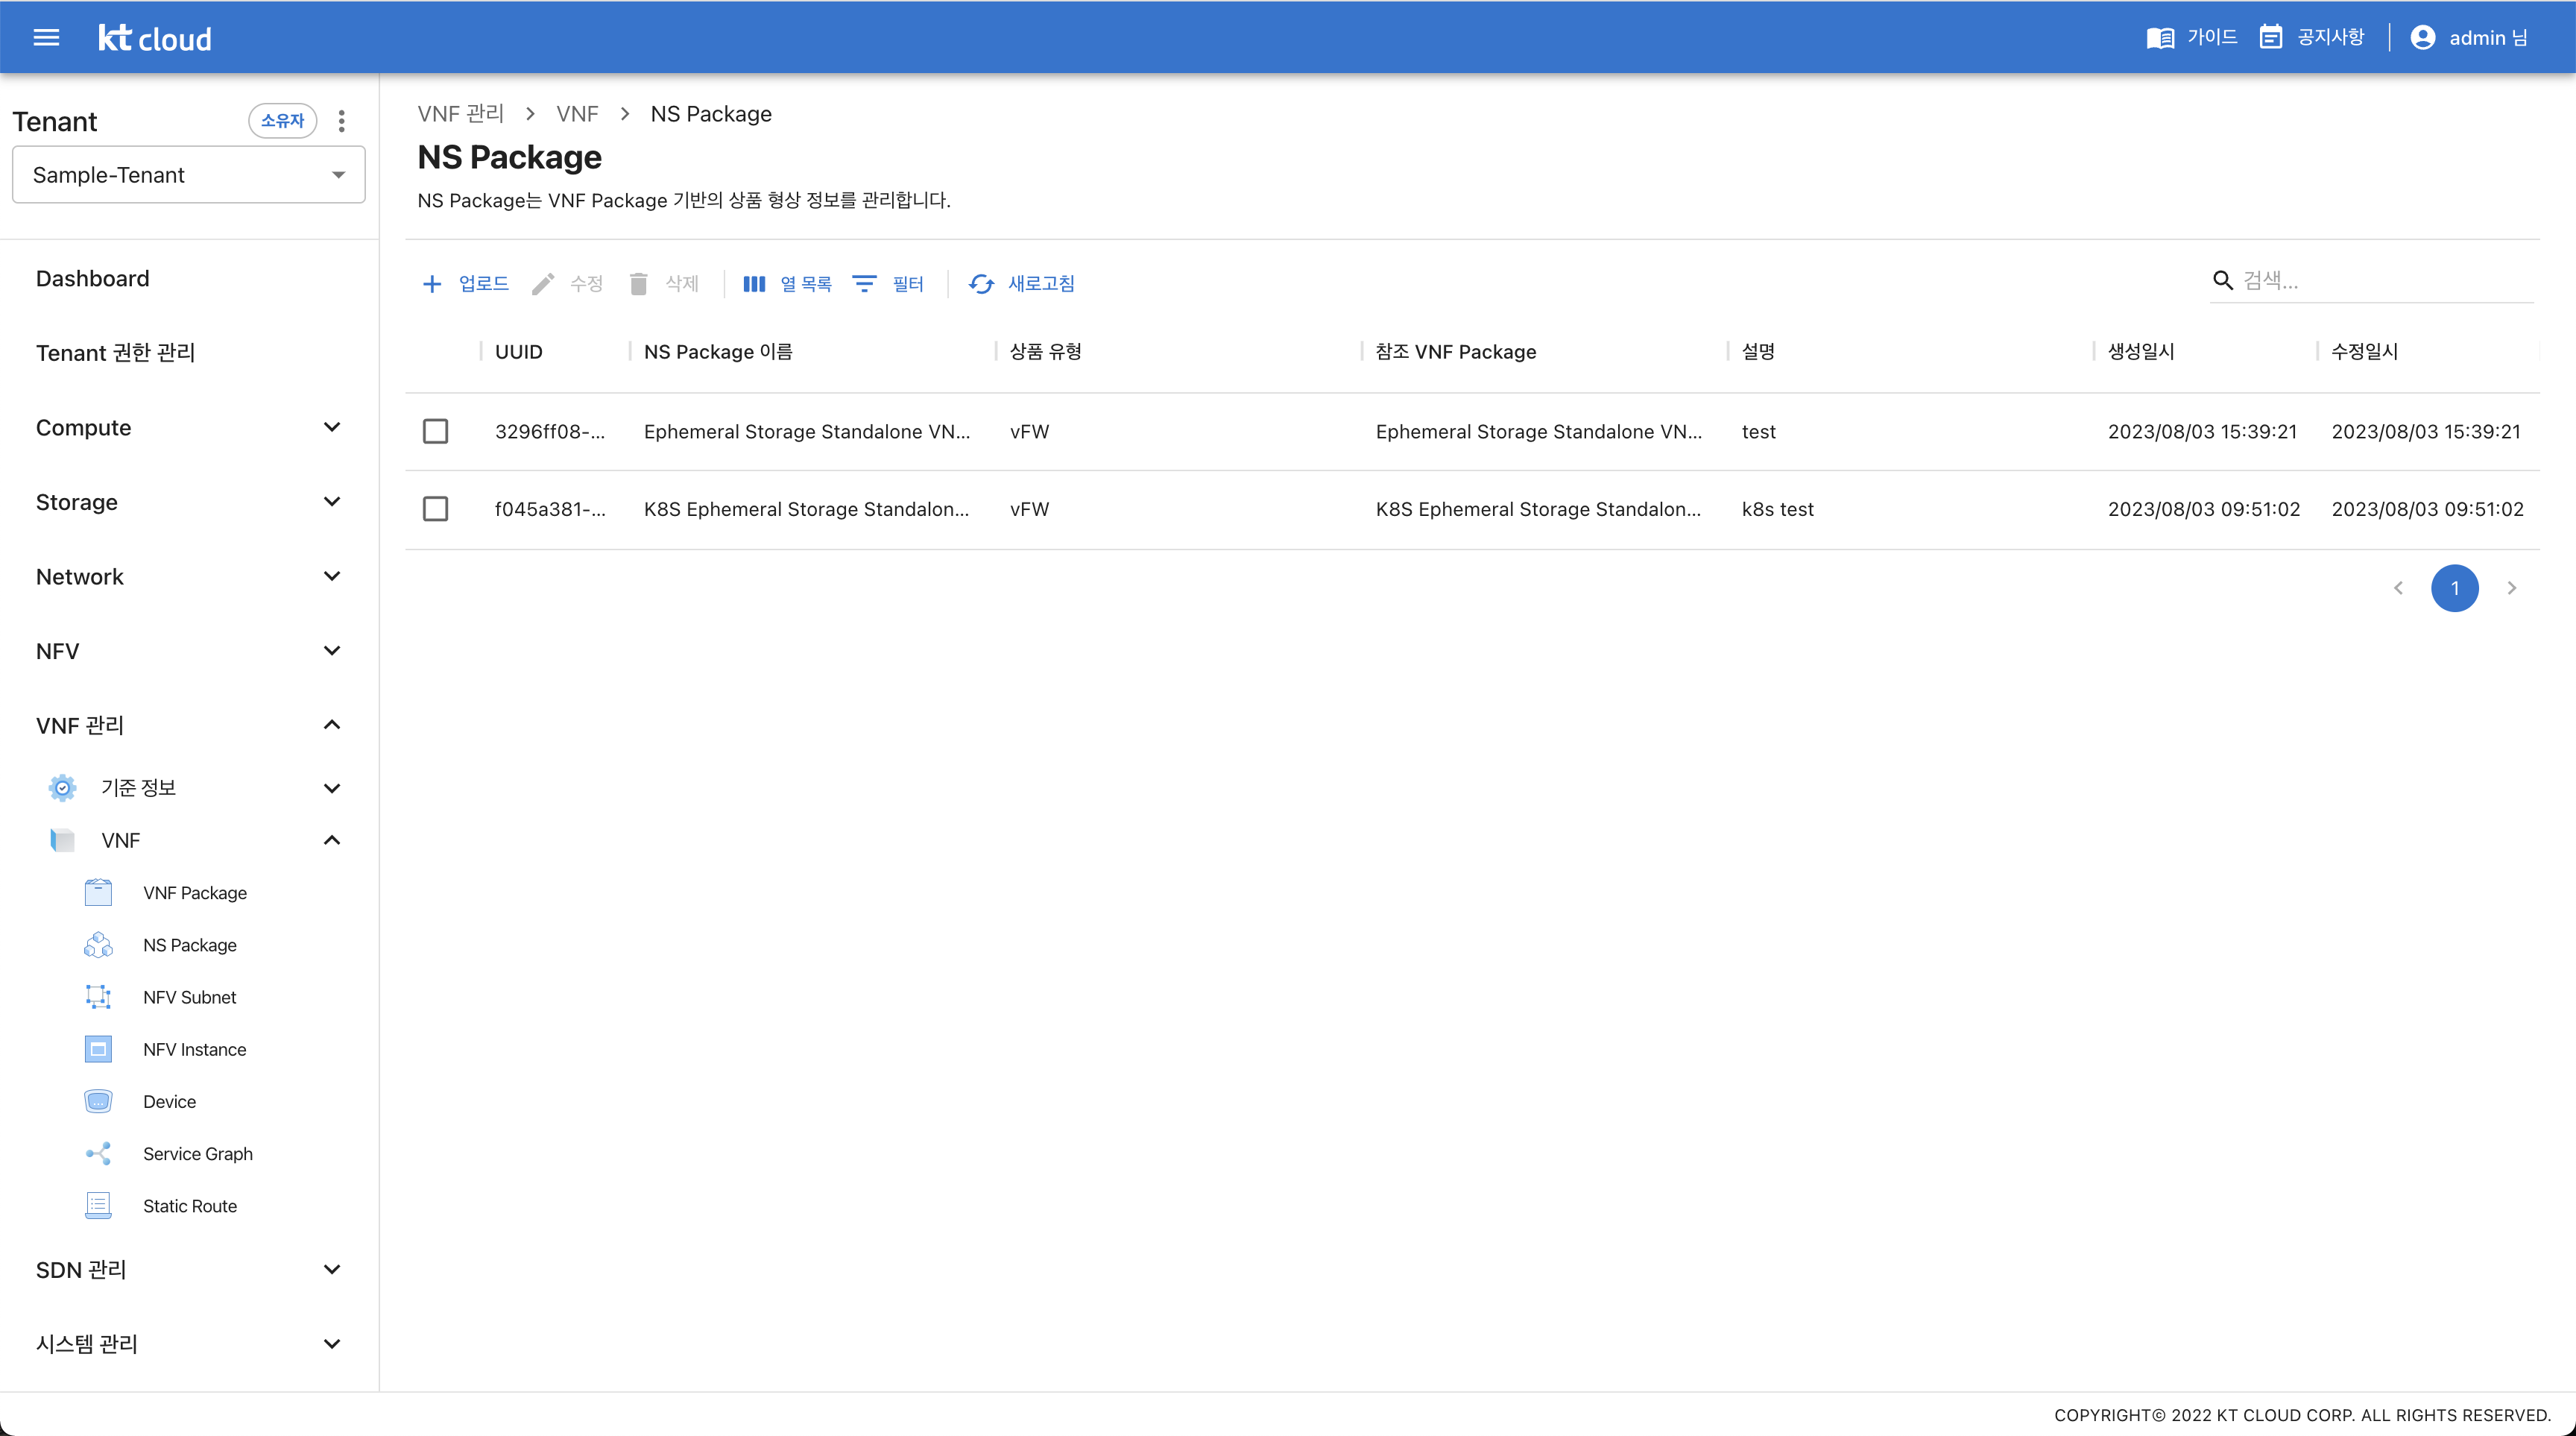 kt cloud
가이드
공지사항
admin 님
Tenant
소유자
Sample-Tenant
Dashboard
Tenant 권한 관리
Compute
Storage
Network
NFV
VNF 관리
기준 정보
VNF
VNF Package
NS Package
NFV Subnet
NFV Instance
Device
Service Graph
Static Route
SDN 관리
시스템 관리
VNF 관리 > VNF > NS Package
NS Package
NS Package는 VNF Package 기반의 상품 형상 정보를 관리합니다.
업로드 수정 삭제 열 목록 필터 새로고침
검색...
UUID NS Package 이름 상품 유형 참조 VNF Package 설명 생성일시 수정일시
3296ff08-... Ephemeral Storage Standalone VN... vFW Ephemeral Storage Standalone VN... test 2023/08/03 15:39:21 2023/08/03 15:39:21
f045a381-... K8S Ephemeral Storage Standalon... vFW K8S Ephemeral Storage Standalon... k8s test 2023/08/03 09:51:02 2023/08/03 09:51:02
1
COPYRIGHT© 2022 KT CLOUD CORP. ALL RIGHTS RESERVED.